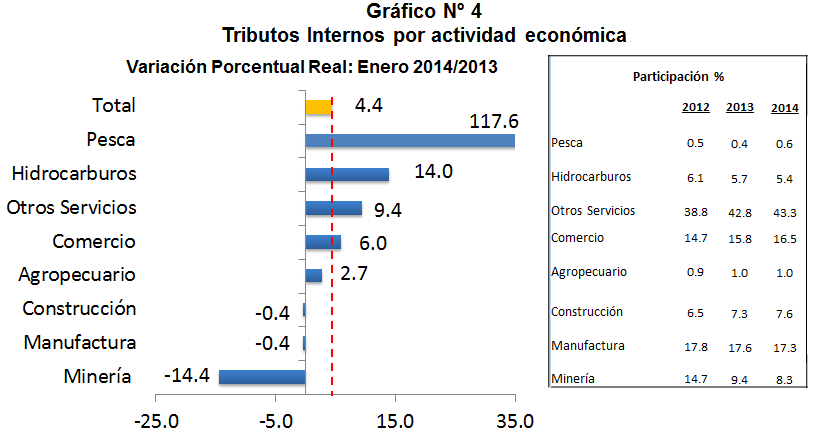 Gráfico Nº 4
Tributos Internos por actividad económica
Variación Porcentual Real: Enero 2014/2013
Total 4.4
Pesca 117.6
Hidrocarburos 14.0
Otros Servicios 9.4
Comercio 6.0
Agropecuario 2.7
Construcción -0.4
Manufactura -0.4
Minería -14.4
-25.0 -5.0 15.0 35.0
Participación %
2012 2013 2014
Pesca 0.5 0.4 0.6
Hidrocarburos 6.1 5.7 5.4
Otros Servicios 38.8 42.8 43.3
Comercio 14.7 15.8 16.5
Agropecuario 0.9 1.0 1.0
Construcción 6.5 7.3 7.6
Manufactura 17.8 17.6 17.3
Minería 14.7 9.4 8.3